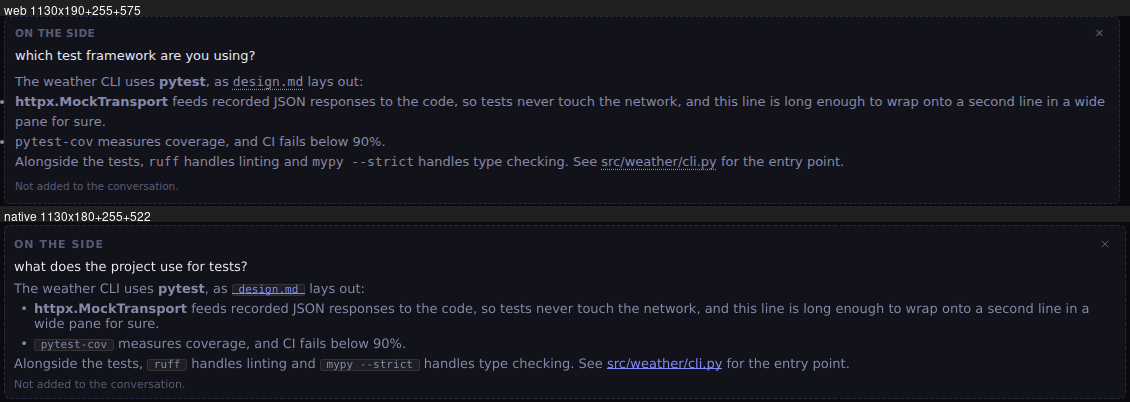 web 1130x190+255+575
ON THE SIDE ×
which test framework are you using?
The weather CLI uses pytest, as design.md lays out:
• httpx.MockTransport feeds recorded JSON responses to the code, so tests never touch the network, and this line is long enough to wrap onto a second line in a wide
pane for sure.
• pytest-cov measures coverage, and CI fails below 90%.
Alongside the tests, ruff handles linting and mypy --strict handles type checking. See src/weather/cli.py for the entry point.
Not added to the conversation.
native 1130x180+255+522
ON THE SIDE ×
what does the project use for tests?
The weather CLI uses pytest, as design.md lays out:
• httpx.MockTransport feeds recorded JSON responses to the code, so tests never touch the network, and this line is long enough to wrap onto a second line in a
wide pane for sure.
• pytest-cov measures coverage, and CI fails below 90%.
Alongside the tests, ruff handles linting and mypy --strict handles type checking. See src/weather/cli.py for the entry point.
Not added to the conversation.